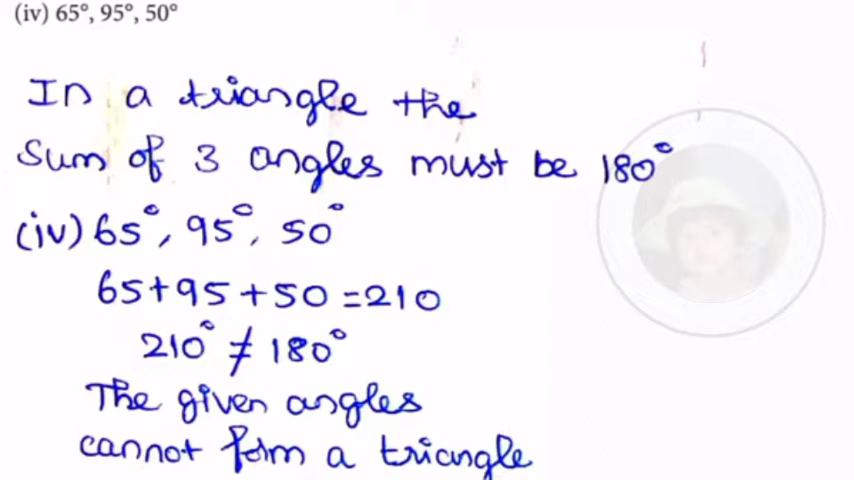 (iv) 65°, 95°, 50°
In a triangle the
Sum of 3 angles must be 180°
(iv) 65°, 95°, 50°
65+95+50=210
210° ≠ 180°
The given angles
cannot form a triangle